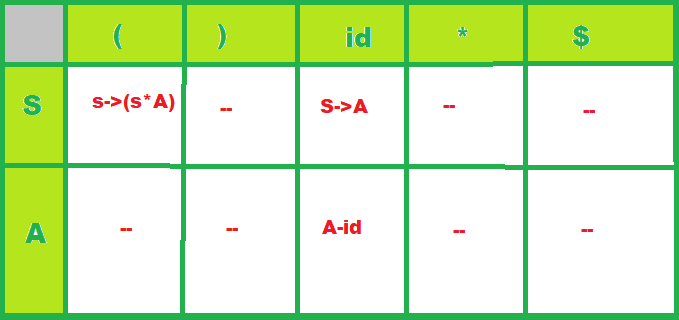 ( ) id * $
S s->(s*A) -- S->A -- --
A -- -- A-id -- --